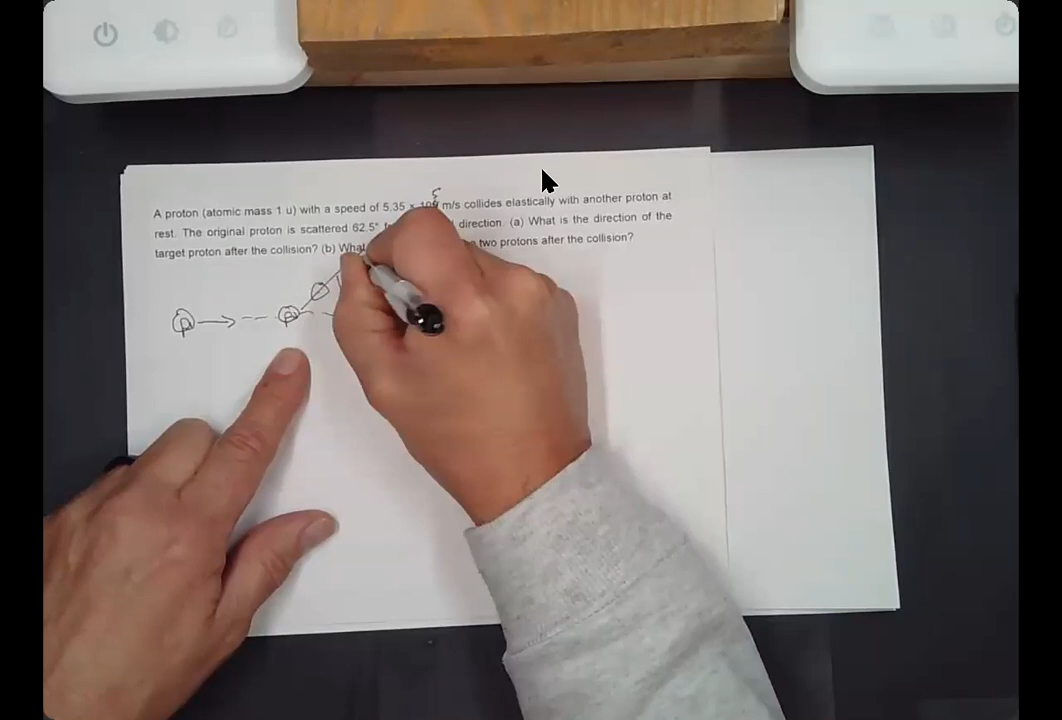 A proton (atomic mass 1 u) with a speed of 5.35 × m/s collides elastically with another proton at
rest. The original proton is scattered 62.5° direction. (a) What is the direction of the
target proton after the collision? (b) What two protons after the collision?
p p